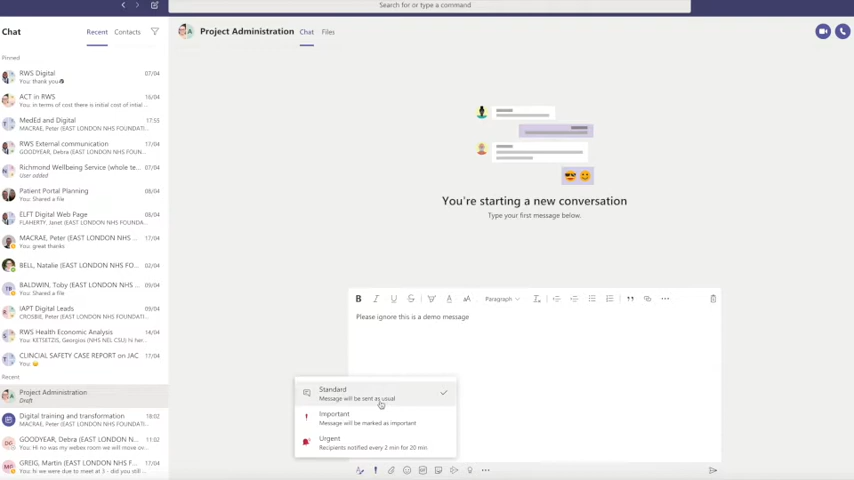 Search for or type a command
Chat
Recent
Contacts
Project Administration
Chat
Files
Pinned
RWS Digital 07/04
You: thank you
ACT in RWS 16/04
You: in terms of cost there is initial cost of intial ...
MedEd and Digital 17:55
MACRAE, Peter (EAST LONDON NHS FOUNDATI...
RWS External communication 17/04
GOODYEAR, Debra (EAST LONDON NHS FOUND...
Richmond Wellbeing Service (whole te... 07/04
User added
Patient Portal Planning 08/04
You: Shared a file
ELFT Digital Web Page 08/04
FLAHERTY, Janet (EAST LONDON NHS FOUNDA...
MACRAE, Peter (EAST LONDON NHS ... 17/04
You: great thanks
BELL, Natalie (EAST LONDON NHS FO... 02/04
BALDWIN, Toby (EAST LONDON NHS ... 09/04
You: Shared a file
IAPT Digital Leads 09/04
CROSBIE, Peter (EAST LONDON NHS FOUNDATI...
RWS Health Economic Analysis 14/04
You: KETSETZIS, Georgios (NHS NEL CSU) ¾ hr...
CLINCIAL SAFETY CASE REPORT on JAC 17/04
You:
Recent
Project Administration
Draft
Digital training and transformation 18:02
MACRAE, Peter (EAST LONDON NHS FOUNDATI...
GOODYEAR, Debra (EAST LONDON NHS ... 11:02
You: Hi no was my webex were we will move ov...
GREIG, Martin (EAST LONDON NHS F... 17/04
You: hi we were due to meet at 3 - did you still ...
You're starting a new conversation
Type your first message below.
B I U S A AA Paragraph
Please ignore this is a demo message
Standard
Message will be sent as usual
Important
Message will be marked as important
Urgent
Recipients notified every 2 min for 20 min